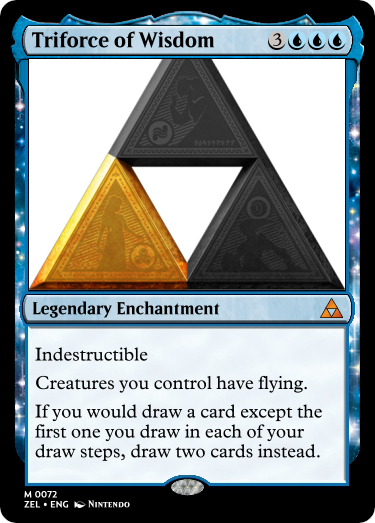 Triforce of Wisdom 3
Legendary Enchantment
Indestructible
Creatures you control have flying.
If you would draw a card except the
first one you draw in each of your
draw steps, draw two cards instead.
M 0072
ZEL • ENG Nintendo